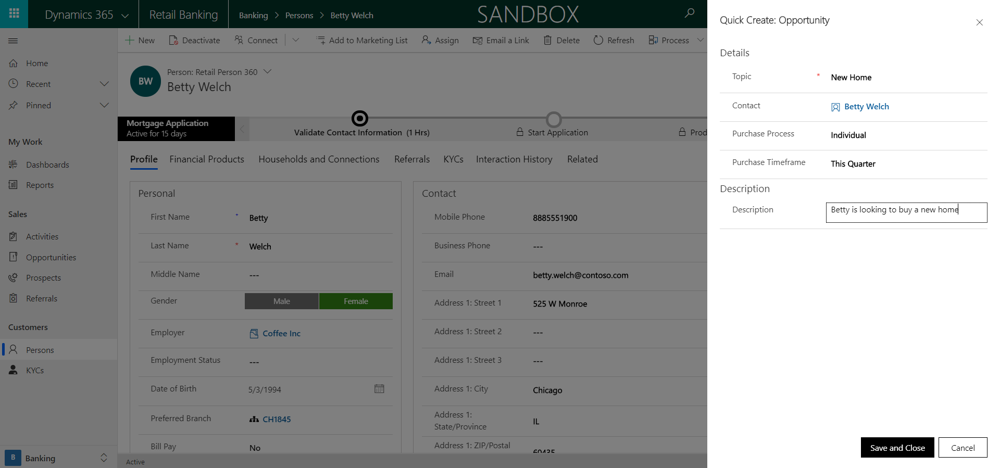 Dynamics 365
Retail Banking
Banking > Persons > Betty Welch
SANDBOX
New
Deactivate
Connect
Add to Marketing List
Assign
Email a Link
Delete
Refresh
Process
Home
Recent
Pinned
My Work
Dashboards
Reports
Sales
Activities
Opportunities
Prospects
Referrals
Customers
Persons
KYCs
B Banking
BW
Person: Retail Person 360
Betty Welch
Mortgage Application
Active for 15 days
Validate Contact Information (1 Hrs)
Start Application
Prod
Profile
Financial Products
Households and Connections
Referrals
KYCs
Interaction History
Related
Personal
First Name + Betty
Last Name * Welch
Middle Name ---
Gender Male Female
Employer Coffee Inc
Employment Status ---
Date of Birth 5/3/1994
Preferred Branch CH1845
Bill Pay No
Contact
Mobile Phone 8885551900
Business Phone ---
Email betty.welch@contoso.com
Address 1: Street 1 525 W Monroe
Address 1: Street 2 ---
Address 1: Street 3 ---
Address 1: City Chicago
Address 1:
State/Province IL
Address 1: ZIP/Postal 60435
Active
Quick Create: Opportunity
Details
Topic * New Home
Contact Betty Welch
Purchase Process Individual
Purchase Timeframe This Quarter
Description
Description Betty is looking to buy a new home
Save and Close
Cancel